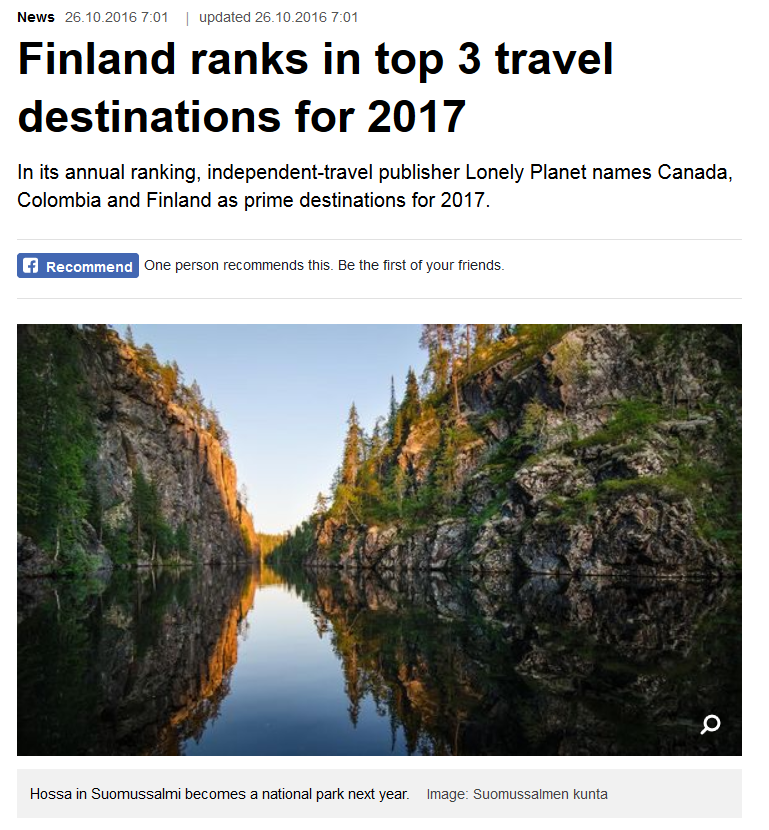 News 26.10.2016 7:01 | updated 26.10.2016 7:01
Finland ranks in top 3 travel
destinations for 2017
In its annual ranking, independent-travel publisher Lonely Planet names Canada,
Colombia and Finland as prime destinations for 2017.
Recommend One person recommends this. Be the first of your friends.
Hossa in Suomussalmi becomes a national park next year. Image: Suomussalmen kunta